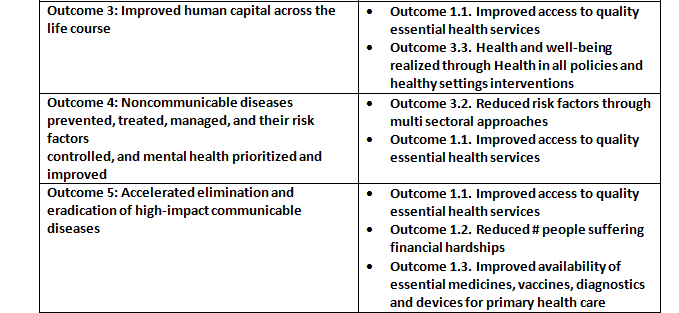 Outcome 3: Improved human capital across the
life course
• Outcome 1.1. Improved access to quality
essential health services
• Outcome 3.3. Health and well-being
realized through Health in all policies and
healthy settings interventions
Outcome 4: Noncommunicable diseases
prevented, treated, managed, and their risk
factors
controlled, and mental health prioritized and
improved
• Outcome 3.2. Reduced risk factors through
multi sectoral approaches
• Outcome 1.1. Improved access to quality
essential health services
Outcome 5: Accelerated elimination and
eradication of high-impact communicable
diseases
• Outcome 1.1. Improved access to quality
essential health services
• Outcome 1.2. Reduced # people suffering
financial hardships
• Outcome 1.3. Improved availability of
essential medicines, vaccines, diagnostics
and devices for primary health care